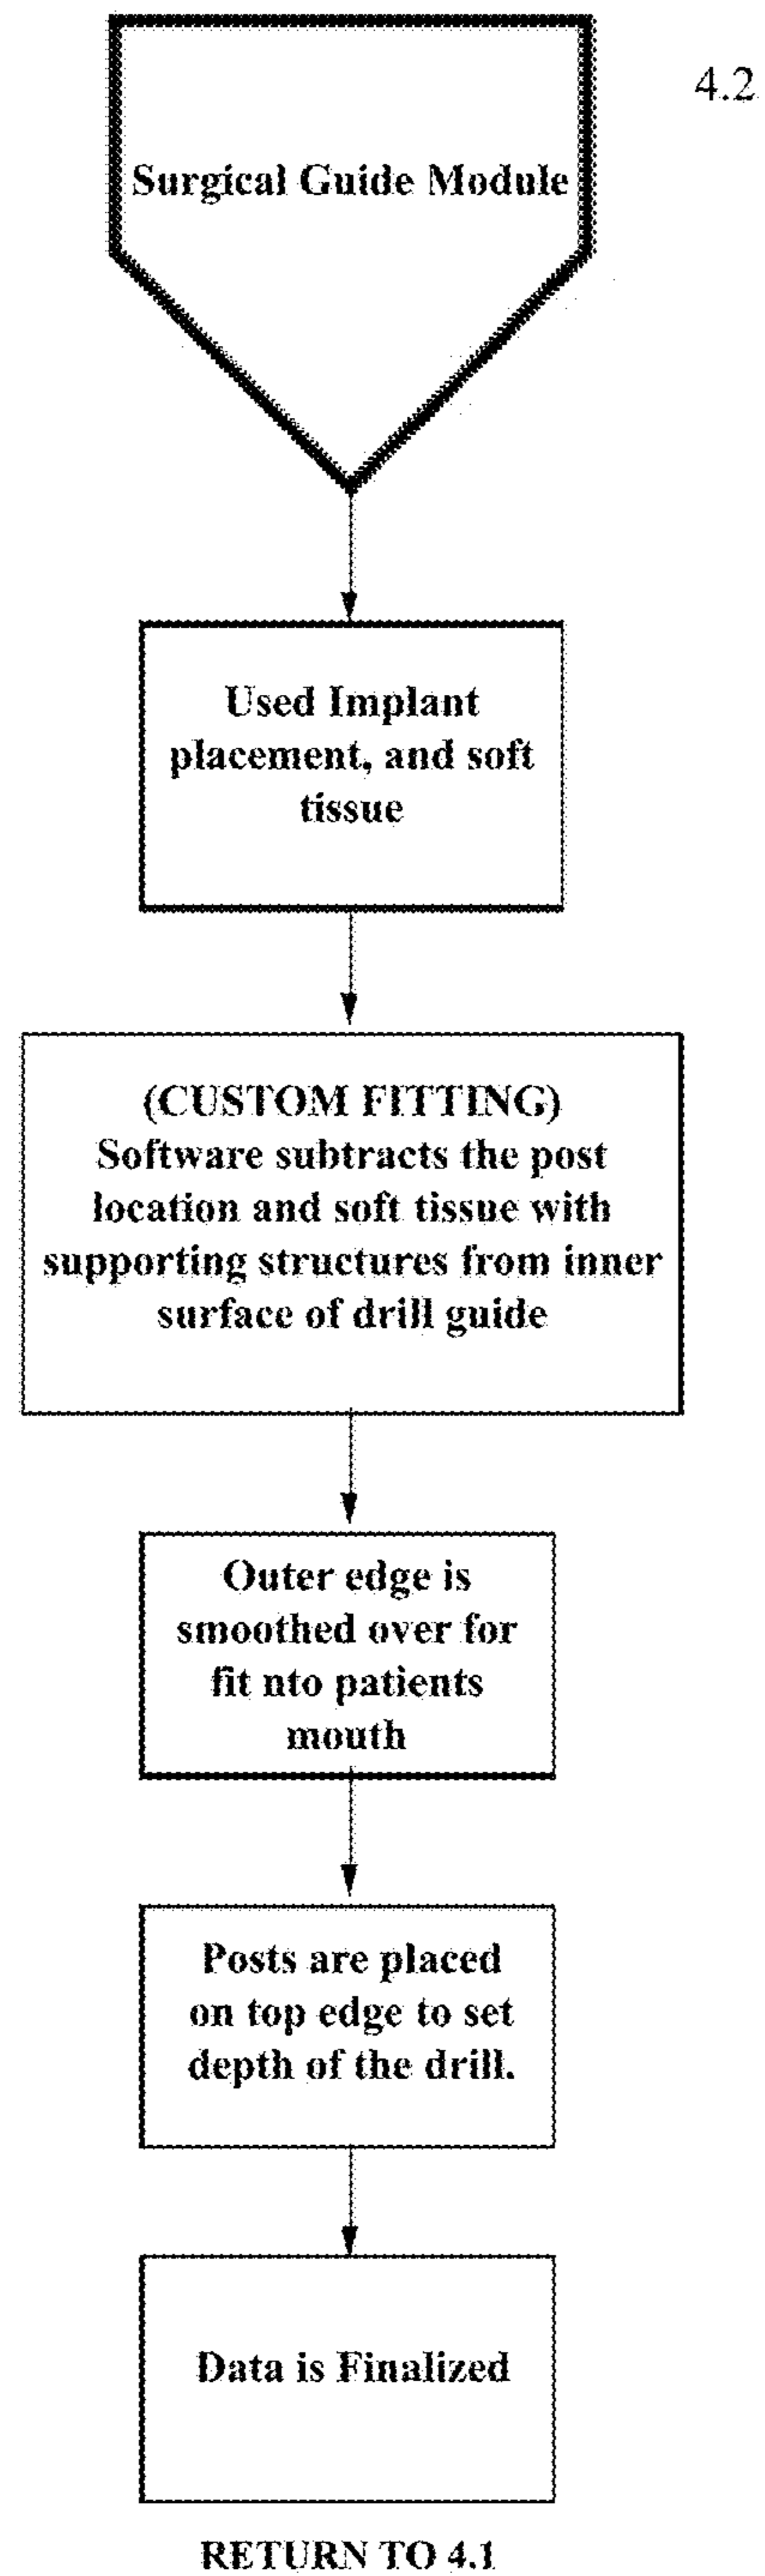 4.2
Surgical Guide Module
Used Implant
placement, and soft
tissue
(CUSTOM FITTING)
Software subtracts the post
location and soft tissue with
supporting structures from inner
surface of drill guide
Outer edge is
smoothed over for
fit nto patients
mouth
Posts are placed
on top edge to set
depth of the drill.
Data is Finalized
RETURN TO 4.1